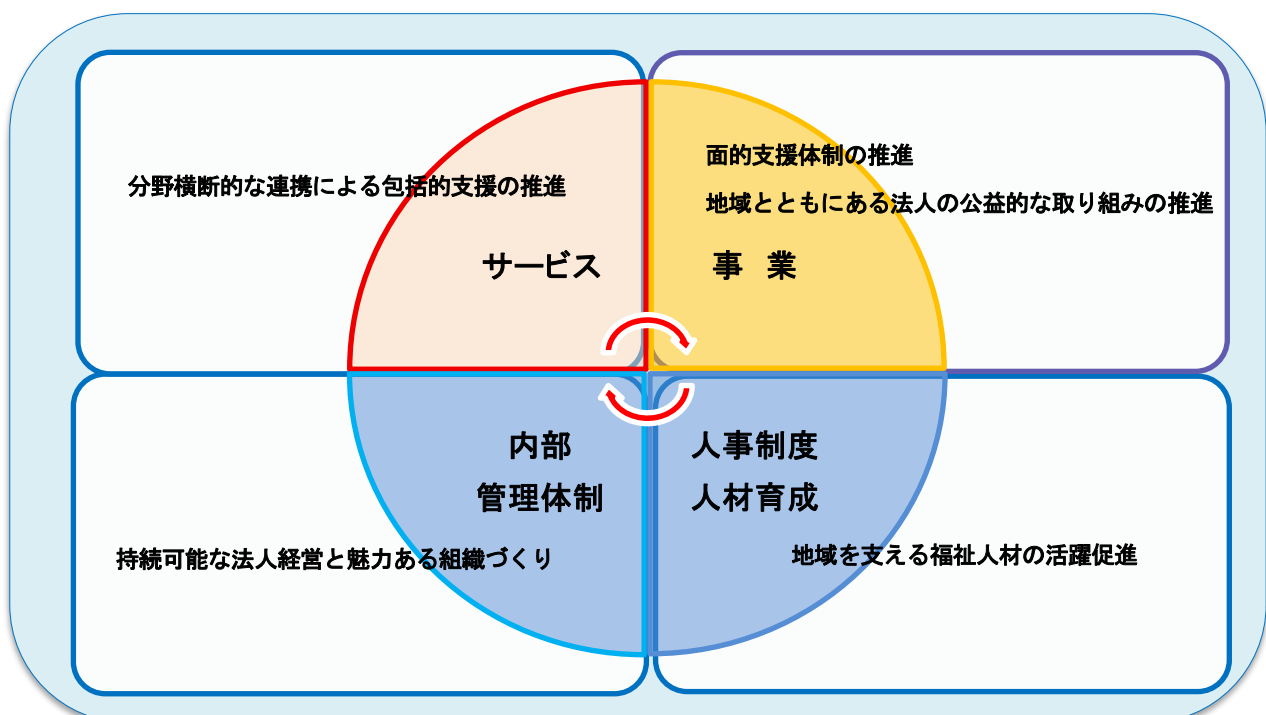 分野横断的な連携による包括的支援の推進
サービス
面的支援体制の推進
地域とともにある法人の公益的な取り組みの推進
事　業
内部
管理体制
持続可能な法人経営と魅力ある組織づくり
人事制度
人材育成
地域を支える福祉人材の活躍促進